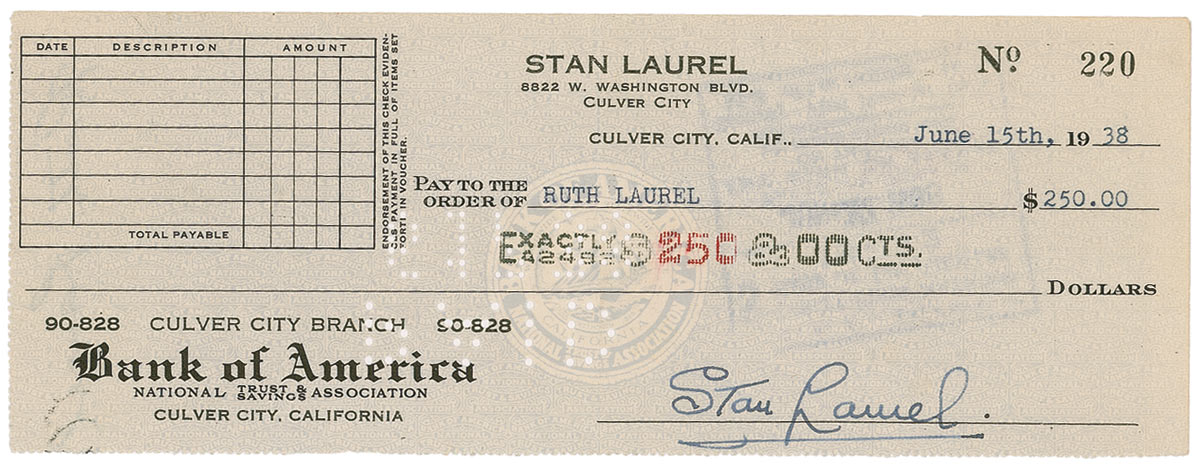 DATE DESCRIPTION AMOUNT
TOTAL PAYABLE
ENDORSEMENT OF THIS CHECK EVIDEN-
PAYMENT IN FULL OF ITEMS SET
IN VOUCHER.
STAN LAUREL
8822 W. WASHINGTON BLVD.
CULVER CITY
Nº 220
CULVER CITY, CALIF.. June 15th, 1938
PAY TO THE
ORDER OF RUTH LAUREL $250.00
EXACTLY $250 & 00 CTS.
DOLLARS
90-828 CULVER CITY BRANCH 90-828
Bank of America
NATIONAL TRUST & SAVINGS ASSOCIATION
CULVER CITY, CALIFORNIA
Stan Laurel.